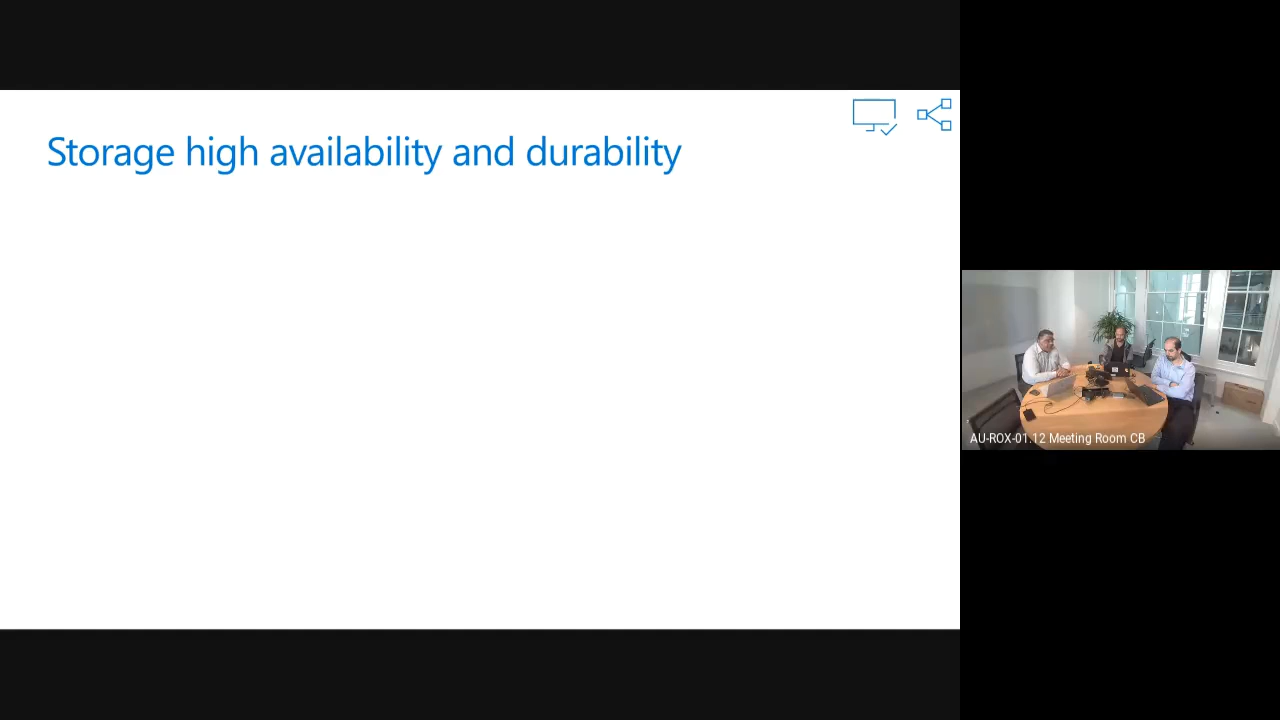 Storage high availability and durability
AU-ROX-01.12 Meeting Room CB